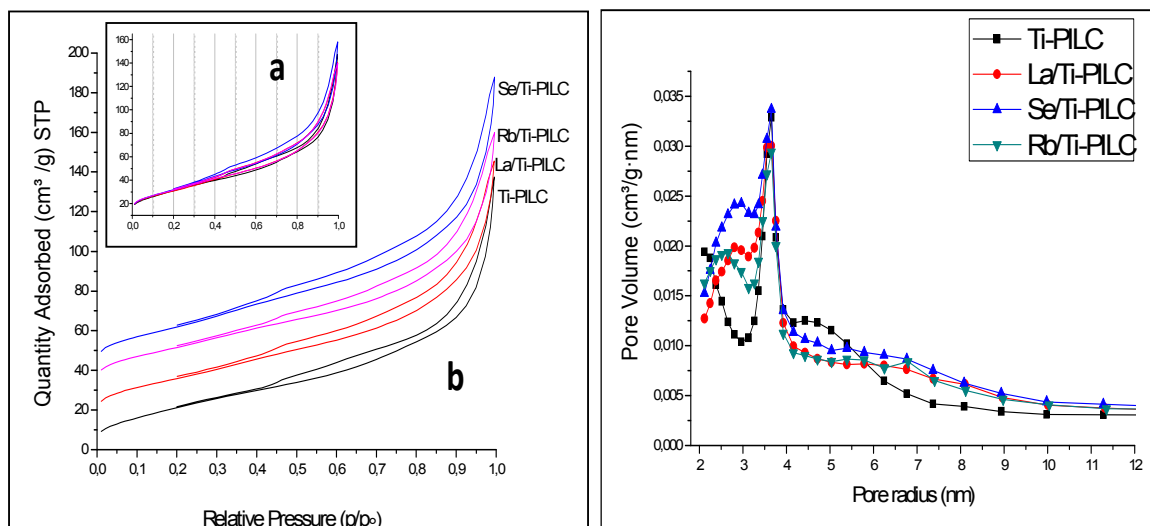 a
160
140
120
100
80
60
40
20
0,0 0,2 0,4 0,6 0,8 1,0
200
180
160
140
120
100
80
60
40
20
0
Quantity Adsorbed (cm³ /g) STP
Se/Ti-PILC
Rb/Ti-PILC
La/Ti-PILC
Ti-PILC
b
0,0 0,1 0,2 0,3 0,4 0,5 0,6 0,7 0,8 0,9 1,0
Relative Pressure (p/p₀)
Ti-PILC
La/Ti-PILC
Se/Ti-PILC
Rb/Ti-PILC
0,035
0,030
0,025
0,020
0,015
0,010
0,005
0,000
Pore Volume (cm³/g·nm)
2 3 4 5 6 7 8 9 10 11 12
Pore radius (nm)